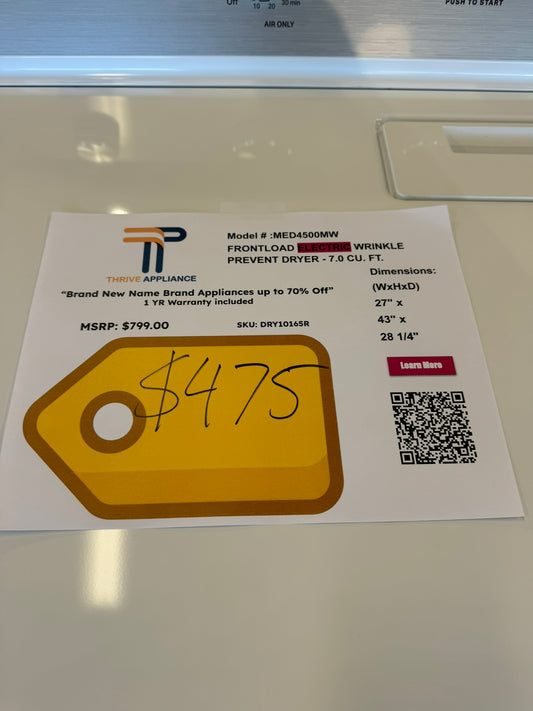 Off
10 20 30 min
AIR ONLY
PUSH TO START
THRIVE APPLIANCE
Model # :MED4500MW
FRONTLOAD ELECTRIC WRINKLE
PREVENT DRYER - 7.0 CU. FT.
"Brand New Name Brand Appliances up to 70% Off"
1 YR Warranty included
MSRP: $799.00
SKU: DRY10165R
Dimensions:
(WxHxD)
27" x
43" x
28 1/4"
Learn More
$475